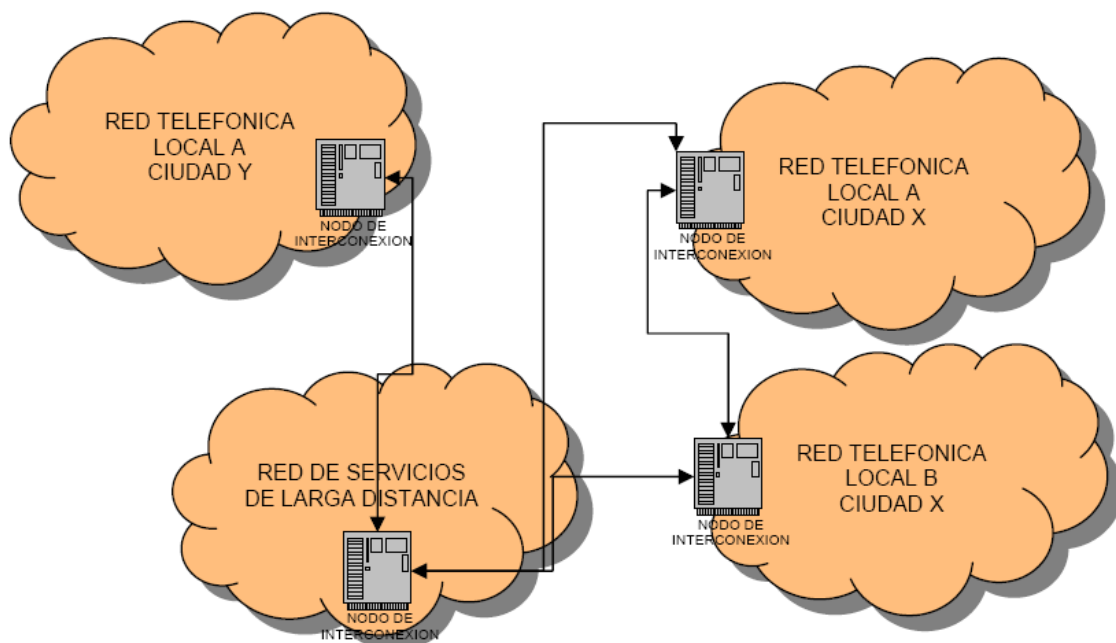 RED TELEFONICA
LOCAL A
CIUDAD Y
NODO DE
INTERCONEXION
RED TELEFONICA
LOCAL A
CIUDAD X
NODO DE
INTERCONEXION
RED DE SERVICIOS
DE LARGA DISTANCIA
NODO DE
INTERCONEXION
RED TELEFONICA
LOCAL B
CIUDAD X
NODO DE
INTERCONEXION